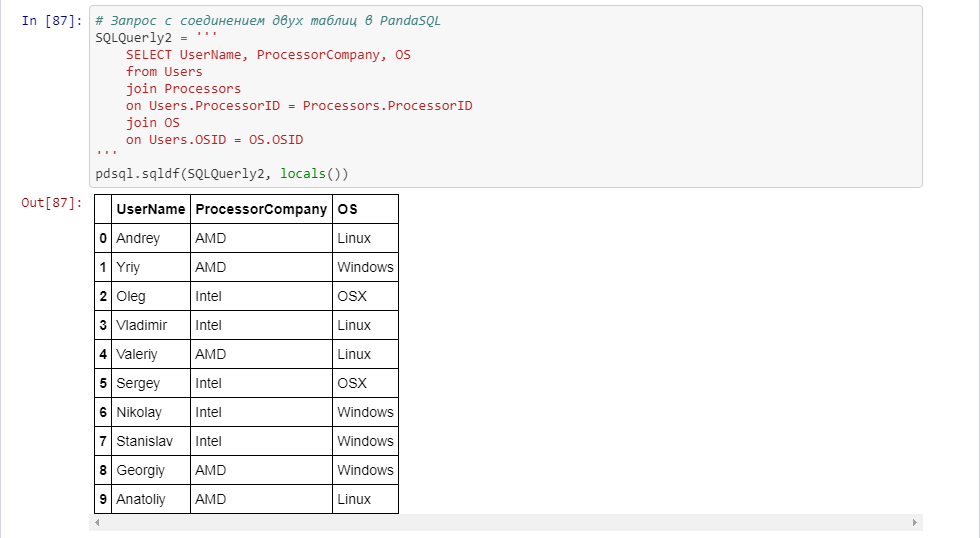 In [87]:
# Запрос с соединением двух таблиц в PandaSQL
SQLQuerly2 = '''
    SELECT UserName, ProcessorCompany, OS
    from Users
    join Processors
    on Users.ProcessorID = Processors.ProcessorID
    join OS
    on Users.OSID = OS.OSID
'''
pdsql.sqldf(SQLQuerly2, locals())
Out[87]:
UserName ProcessorCompany OS
0 Andrey AMD Linux
1 Yriy AMD Windows
2 Oleg Intel OSX
3 Vladimir Intel Linux
4 Valeriy AMD Linux
5 Sergey Intel OSX
6 Nikolay Intel Windows
7 Stanislav Intel Windows
8 Georgiy AMD Windows
9 Anatoliy AMD Linux